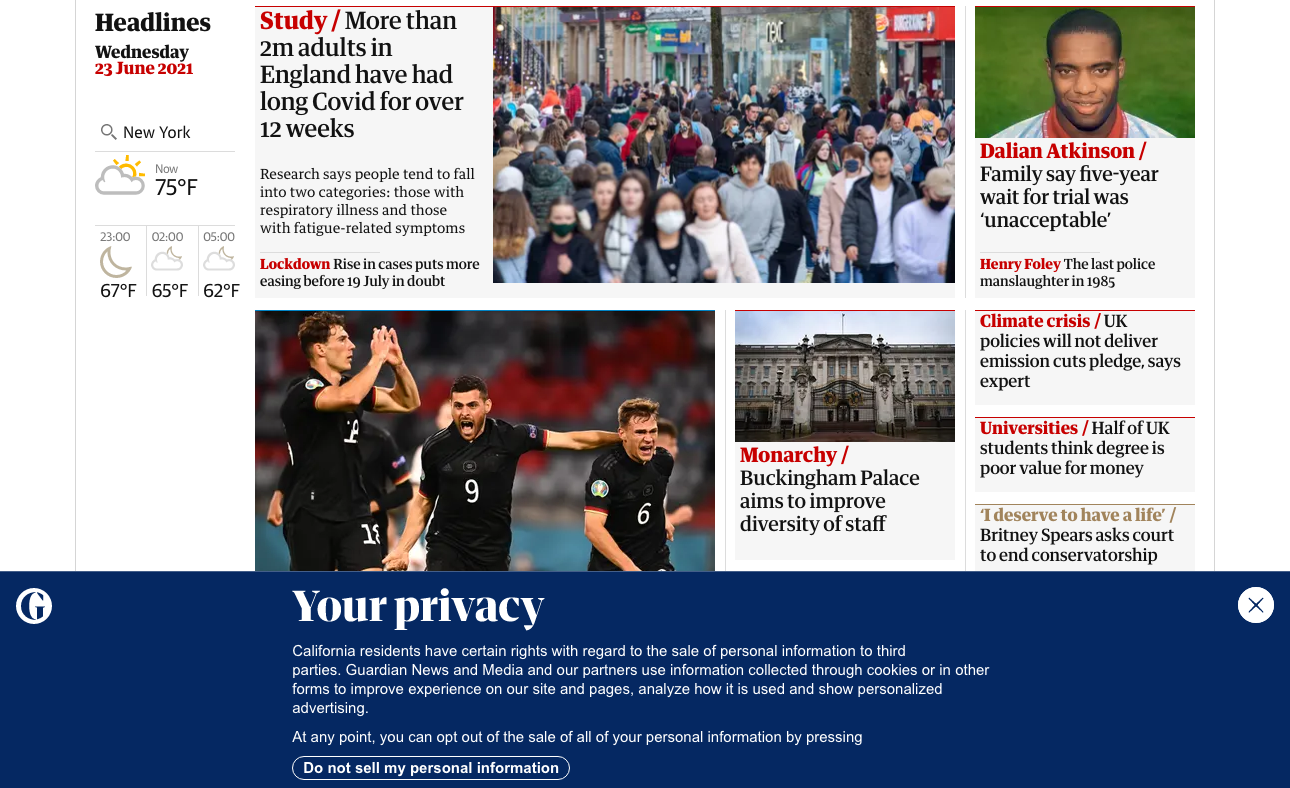 Headlines
Wednesday
23 June 2021
New York
Now
75°F
23:00
02:00
05:00
67°F
65°F
62°F
Study / More than
2m adults in
England have had
long Covid for over
12 weeks
Research says people tend to fall
into two categories: those with
respiratory illness and those
with fatigue-related symptoms
Lockdown Rise in cases puts more
easing before 19 July in doubt
next
Dalian Atkinson /
Family say five-year
wait for trial was
‘unacceptable’
Henry Foley The last police
manslaughter in 1985
18
9
6
18
Monarchy /
Buckingham Palace
aims to improve
diversity of staff
Climate crisis / UK
policies will not deliver
emission cuts pledge, says
expert
Universities / Half of UK
students think degree is
poor value for money
‘I deserve to have a life’ /
Britney Spears asks court
to end conservatorship
G
Your privacy
California residents have certain rights with regard to the sale of personal information to third
parties. Guardian News and Media and our partners use information collected through cookies or in other
forms to improve experience on our site and pages, analyze how it is used and show personalized
advertising.
At any point, you can opt out of the sale of all of your personal information by pressing
Do not sell my personal information